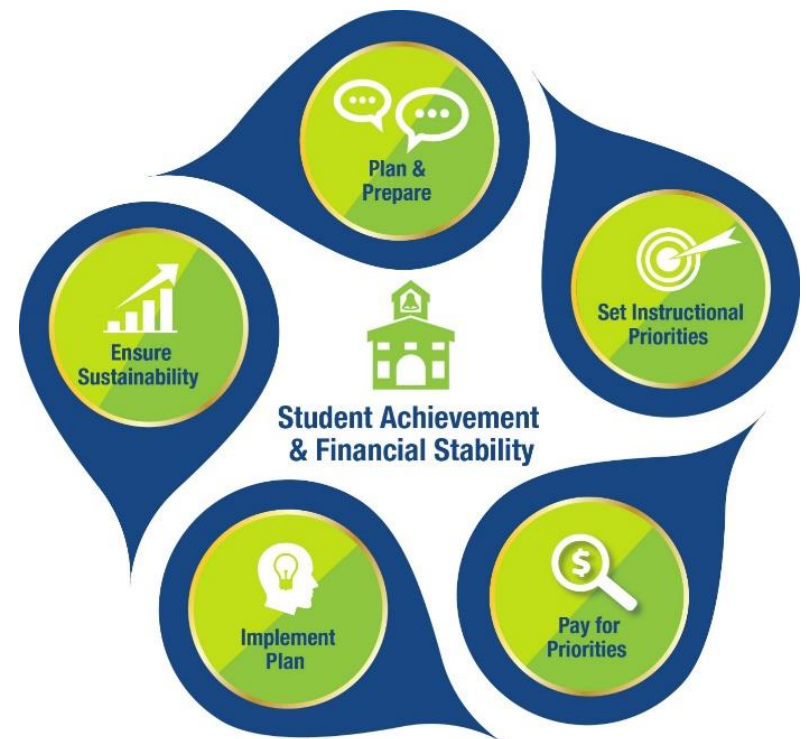 Plan &
Prepare
Set Instructional
Priorities
$
Pay for
Priorities
Implement
Plan
Ensure
Sustainability
Student Achievement
& Financial Stability